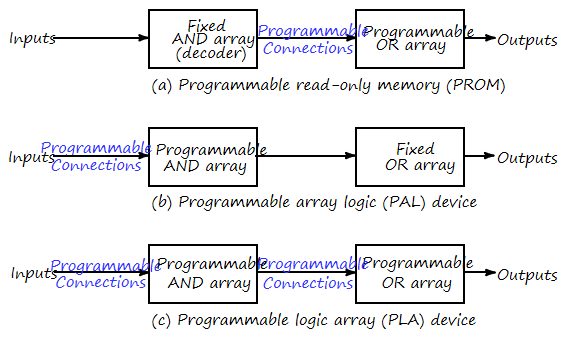 Inputs
Fixed
AND array
(decoder)
Programmable
Connections
Programmable
OR array
Outputs
(a) Programmable read-only memory (PROM)
Inputs
Programmable
Connections
Programmable
AND array
Fixed
OR array
Outputs
(b) Programmable array logic (PAL) device
Inputs
Programmable
Connections
Programmable
AND array
Programmable
Connections
Programmable
OR array
Outputs
(c) Programmable logic array (PLA) device